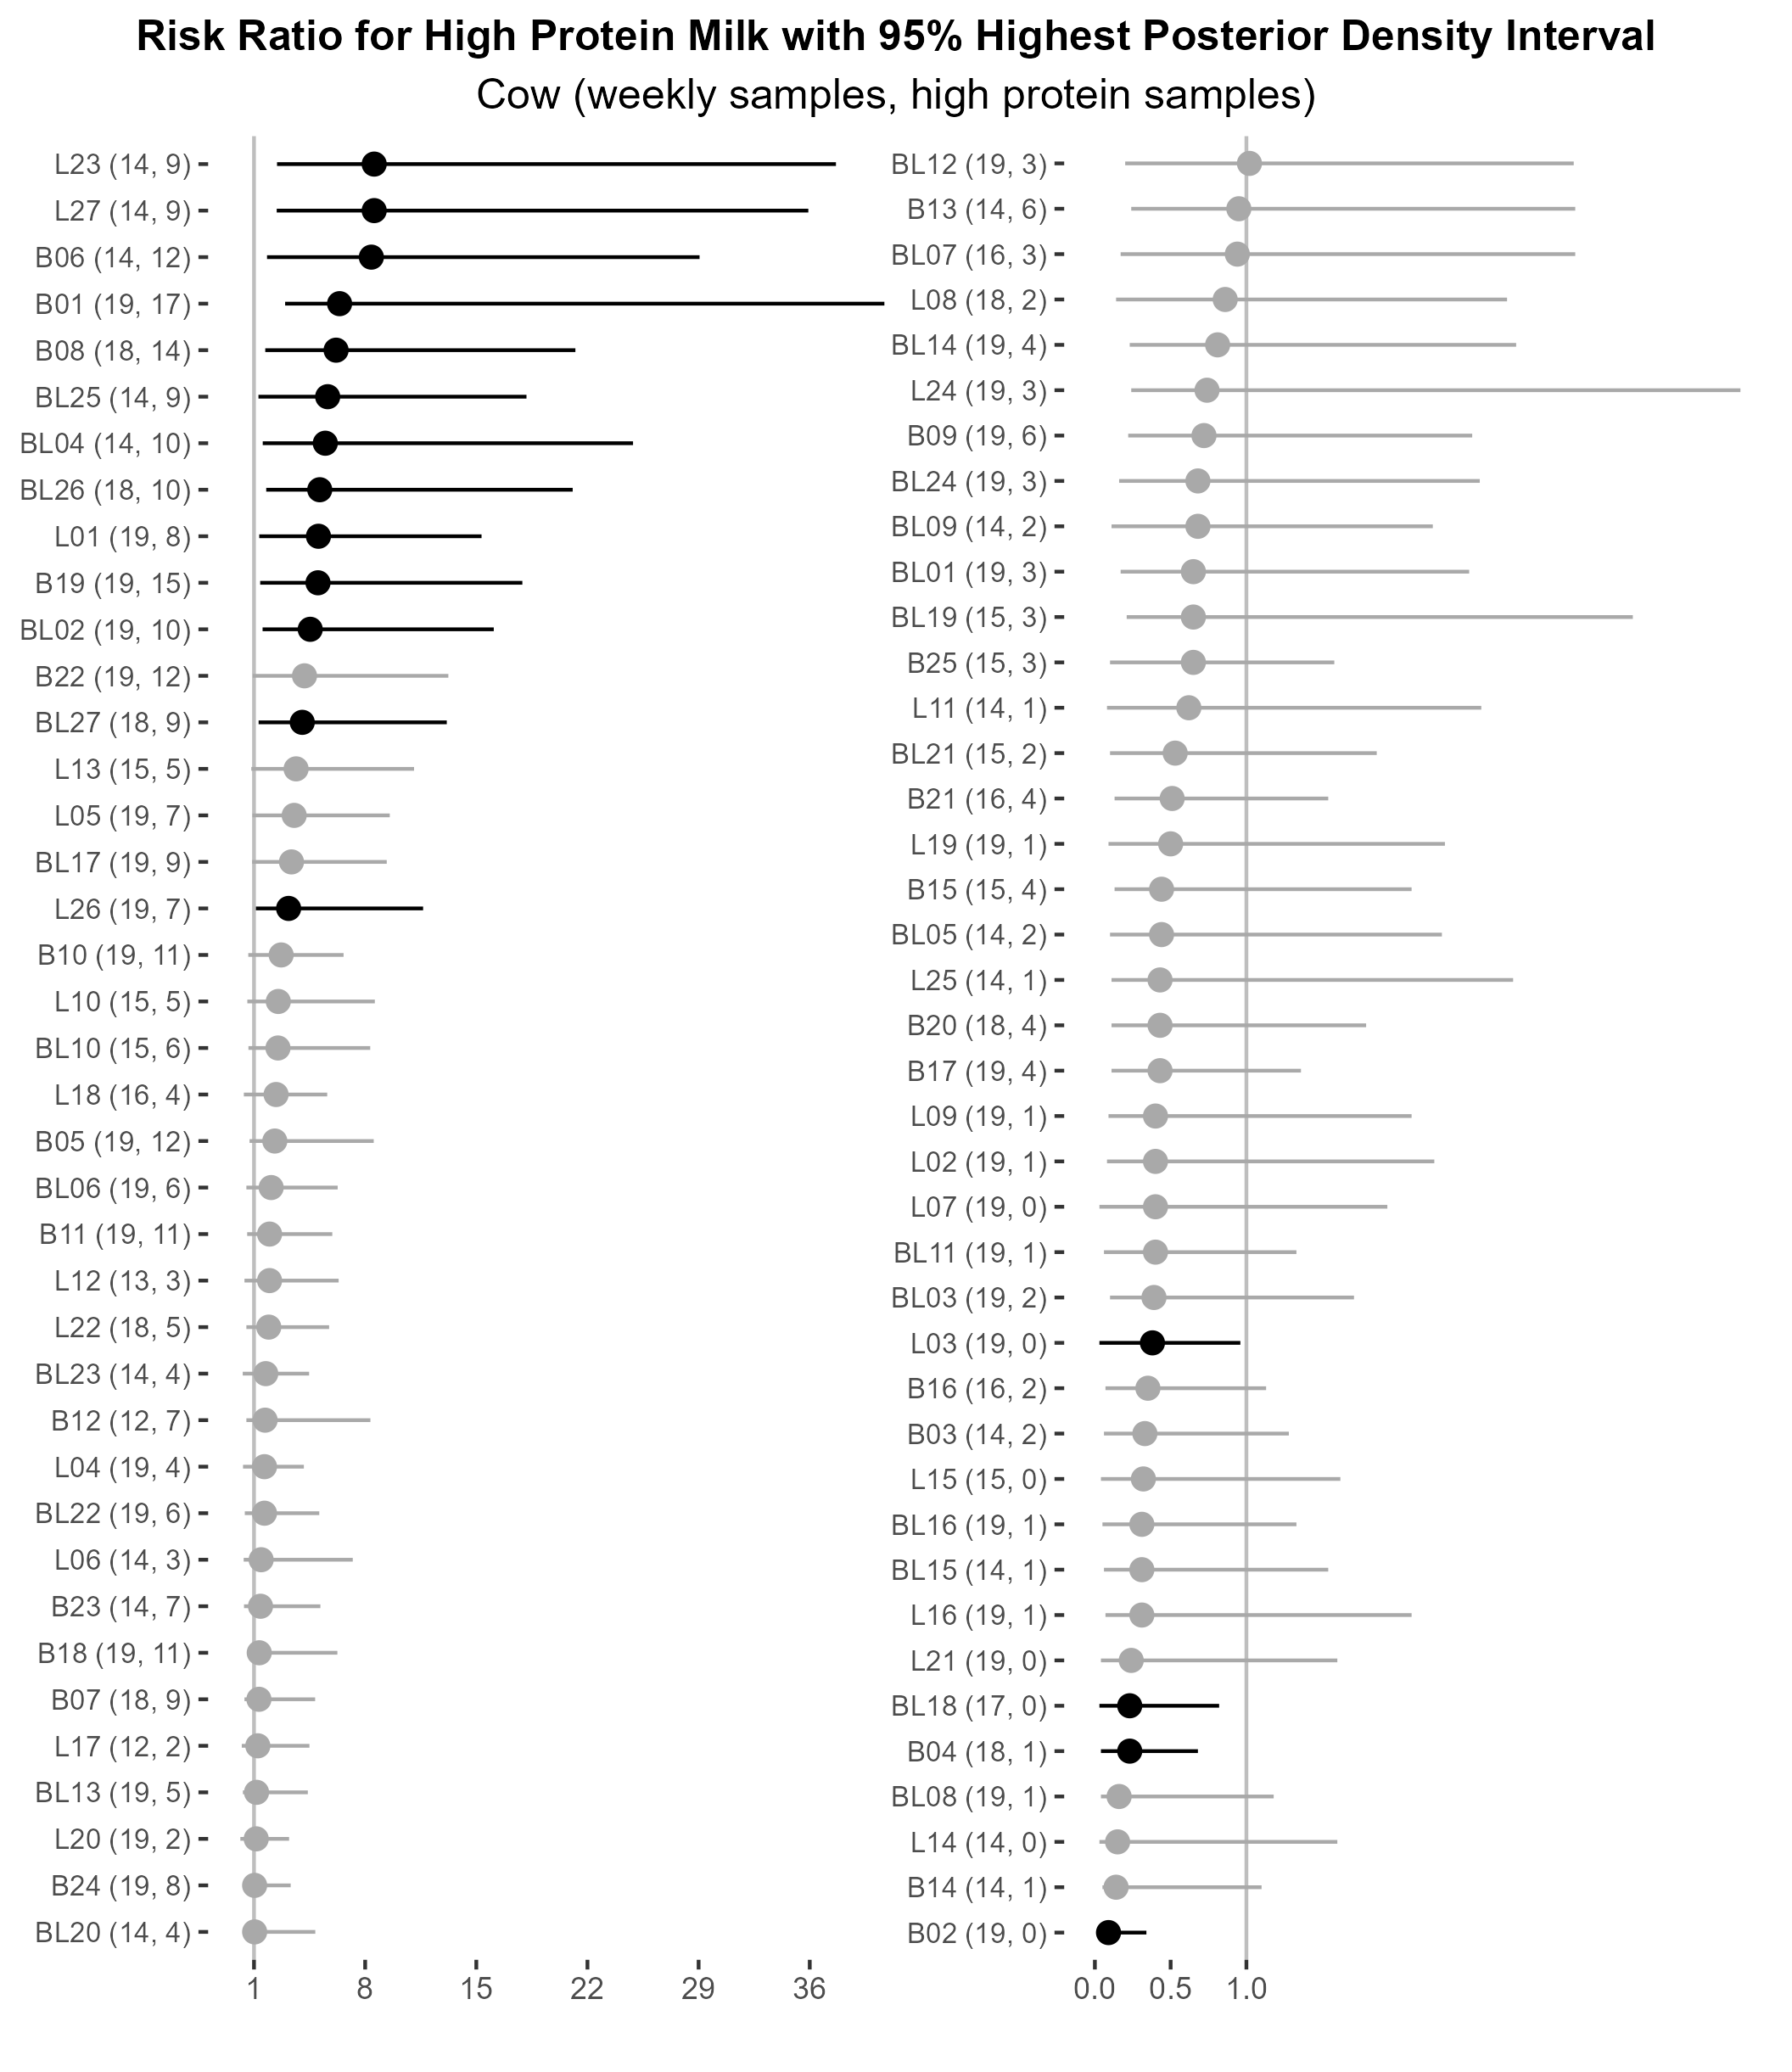 Risk Ratio for High Protein Milk with 95% Highest Posterior Density Interval
Cow (weekly samples, high protein samples)
L23 (14, 9)
L27 (14, 9)
B06 (14, 12)
B01 (19, 17)
B08 (18, 14)
BL25 (14, 9)
BL04 (14, 10)
BL26 (18, 10)
L01 (19, 8)
B19 (19, 15)
BL02 (19, 10)
B22 (19, 12)
BL27 (18, 9)
L13 (15, 5)
L05 (19, 7)
BL17 (19, 9)
L26 (19, 7)
B10 (19, 11)
L10 (15, 5)
BL10 (15, 6)
L18 (16, 4)
B05 (19, 12)
BL06 (19, 6)
B11 (19, 11)
L12 (13, 3)
L22 (18, 5)
BL23 (14, 4)
B12 (12, 7)
L04 (19, 4)
BL22 (19, 6)
L06 (14, 3)
B23 (14, 7)
B18 (19, 11)
B07 (18, 9)
L17 (12, 2)
BL13 (19, 5)
L20 (19, 2)
B24 (19, 8)
BL20 (14, 4)
1 8 15 22 29 36
BL12 (19, 3)
B13 (14, 6)
BL07 (16, 3)
L08 (18, 2)
BL14 (19, 4)
L24 (19, 3)
B09 (19, 6)
BL24 (19, 3)
BL09 (14, 2)
BL01 (19, 3)
BL19 (15, 3)
B25 (15, 3)
L11 (14, 1)
BL21 (15, 2)
B21 (16, 4)
L19 (19, 1)
B15 (15, 4)
BL05 (14, 2)
L25 (14, 1)
B20 (18, 4)
B17 (19, 4)
L09 (19, 1)
L02 (19, 1)
L07 (19, 0)
BL11 (19, 1)
BL03 (19, 2)
L03 (19, 0)
B16 (16, 2)
B03 (14, 2)
L15 (15, 0)
BL16 (19, 1)
BL15 (14, 1)
L16 (19, 1)
L21 (19, 0)
BL18 (17, 0)
B04 (18, 1)
BL08 (19, 1)
L14 (14, 0)
B14 (14, 1)
B02 (19, 0)
0.0 0.5 1.0